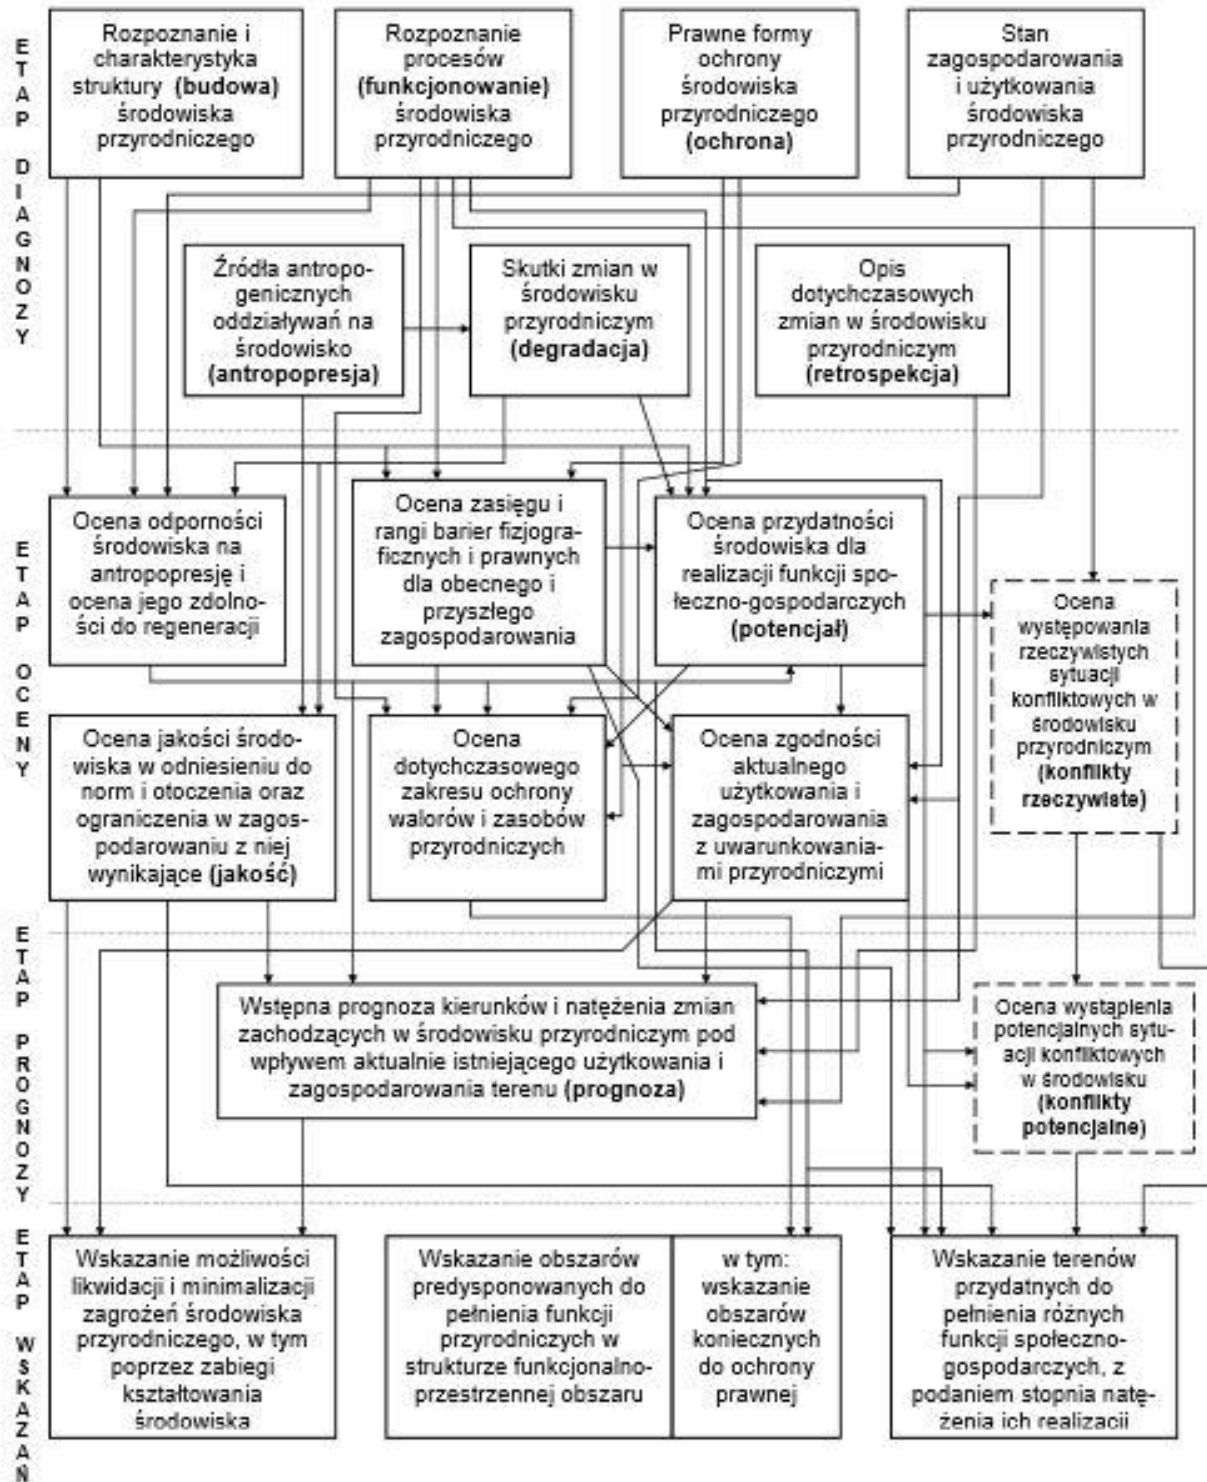 ETAP DIAGNOZY
Rozpoznanie i
charakterystyka
struktury (budowa)
środowiska
przyrodniczego
Rozpoznanie
procesów
(funkcjonowanie)
środowiska
przyrodniczego
Prawne formy
ochrony
środowiska
przyrodniczego
(ochrona)
Stan
zagospodarowania
i użytkowania
środowiska
przyrodniczego
Źródła antropo-
genicznych
oddziaływań na
środowisko
(antropopresja)
Skutki zmian w
środowisku
przyrodniczym
(degradacja)
Opis
dotychczasowych
zmian w środowisku
przyrodniczym
(retrospekcja)
ETAP OCENY
Ocena odporności
środowiska na
antropopresję i
ocena jego zdolno-
ści do regeneracji
Ocena zasięgu i
rangi barier fizjogra-
ficznych i prawnych
dla obecnego i
przyszłego
zagospodarowania
Ocena przydatności
środowiska dla
realizacji funkcji spo-
łeczno-gospodarczych
(potencjał)
Ocena
występowania
rzeczywistych
sytuacji
konfliktowych w
środowisku
przyrodniczym
(konflikty
rzeczywiste)
Ocena jakości środo-
wiska w odniesieniu do
norm i otoczenia oraz
ograniczenia w zagos-
podarowaniu z niej
wynikające (jakość)
Ocena
dotychczasowego
zakresu ochrony
walorów i zasobów
przyrodniczych
Ocena zgodności
aktualnego
użytkowania i
zagospodarowania
z uwarunkowania-
mi przyrodniczymi
ETAP PROGNOZY
Wstępna prognoza kierunków i natężenia zmian
zachodzących w środowisku przyrodniczym pod
wpływem aktualnie istniejącego użytkowania i
zagospodarowania terenu (prognoza)
Ocena wystąpienia
potencjalnych sytu-
acji konfliktowych
w środowisku
(konflikty
potencjalne)
ETAP WSKAZAŃ
Wskazanie możliwości
likwidacji i minimalizacji
zagrożeń środowiska
przyrodniczego, w tym
poprzez zabiegi
kształtowania
środowiska
Wskazanie obszarów
predysponowanych do
pełnienia funkcji
przyrodniczych w
strukturze funkcjonalno-
przestrzennej obszaru
w tym:
wskazanie
obszarów
koniecznych
do ochrony
prawnej
Wskazanie terenów
przydatnych do
pełnienia różnych
funkcji społeczno-
gospodarczych, z
podaniem stopnia natę-
żenia ich realizacii